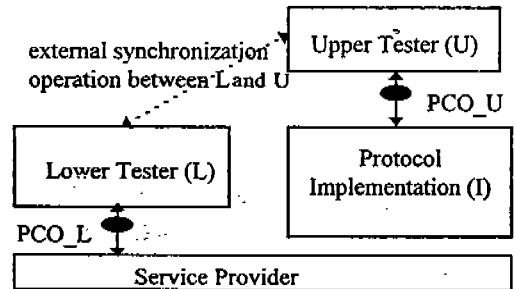 Upper Tester (U)
external synchronization
operation between L and U
PCO_U
Lower Tester (L)
Protocol
Implementation (I)
PCO_L
Service Provider